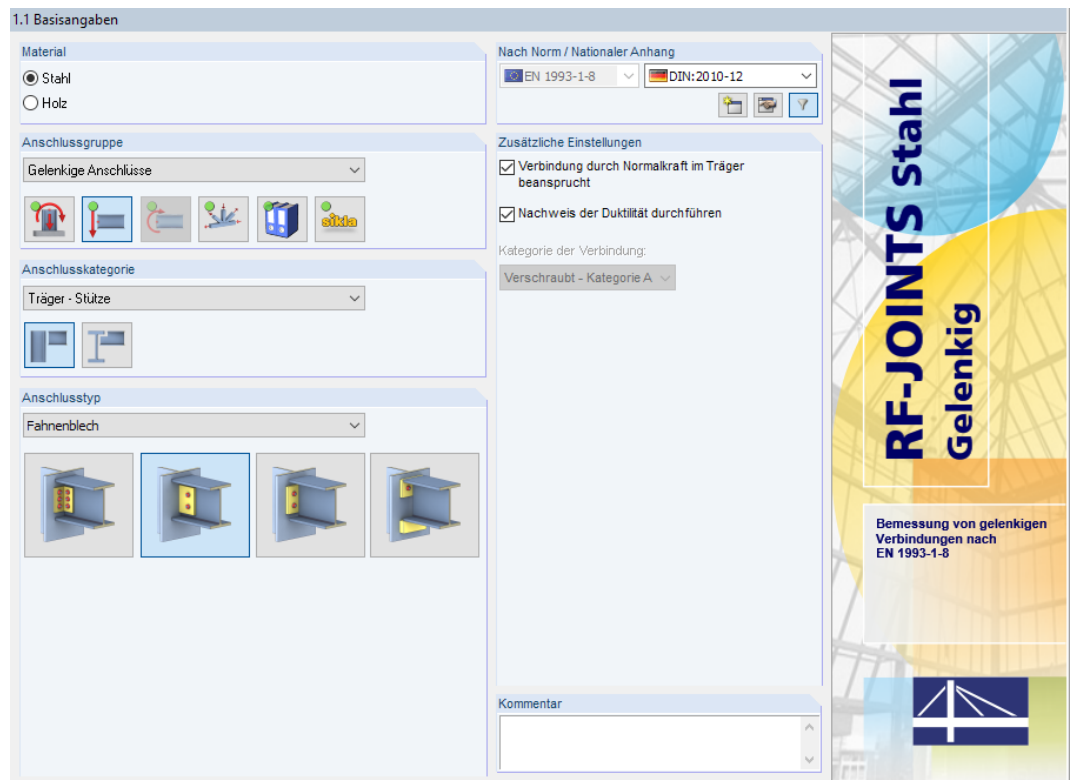 1.1 Basisangaben
Material
Stahl
Holz
Anschlussgruppe
Gelenkige Anschlüsse
sikla
Anschlusskategorie
Träger - Stütze
Anschlusstyp
Fahnenblech
Nach Norm / Nationaler Anhang
EN 1993-1-8
DIN:2010-12
Zusätzliche Einstellungen
Verbindung durch Normalkraft im Träger
beansprucht
Nachweis der Duktilität durchführen
Kategorie der Verbindung:
Verschraubt - Kategorie A
Kommentar
RF-JOINTS Stahl
Gelenkig
Bemessung von gelenkigen
Verbindungen nach
EN 1993-1-8